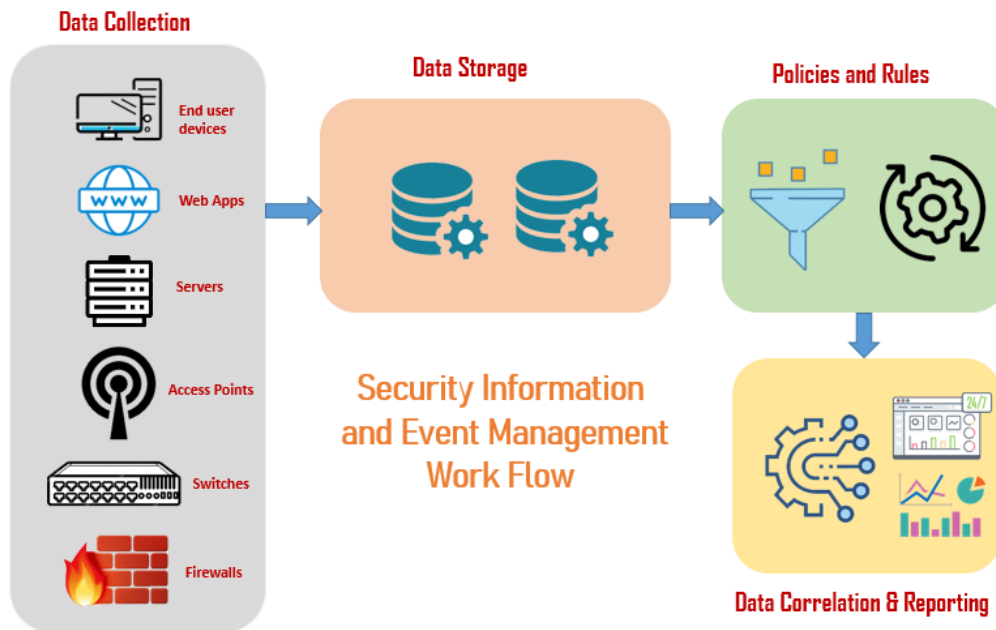 Data Collection
End user
devices
WWW
Web Apps
Servers
Access Points
Switches
Firewalls
Data Storage
Policies and Rules
Security Information
and Event Management
Work Flow
24/7
Data Correlation & Reporting